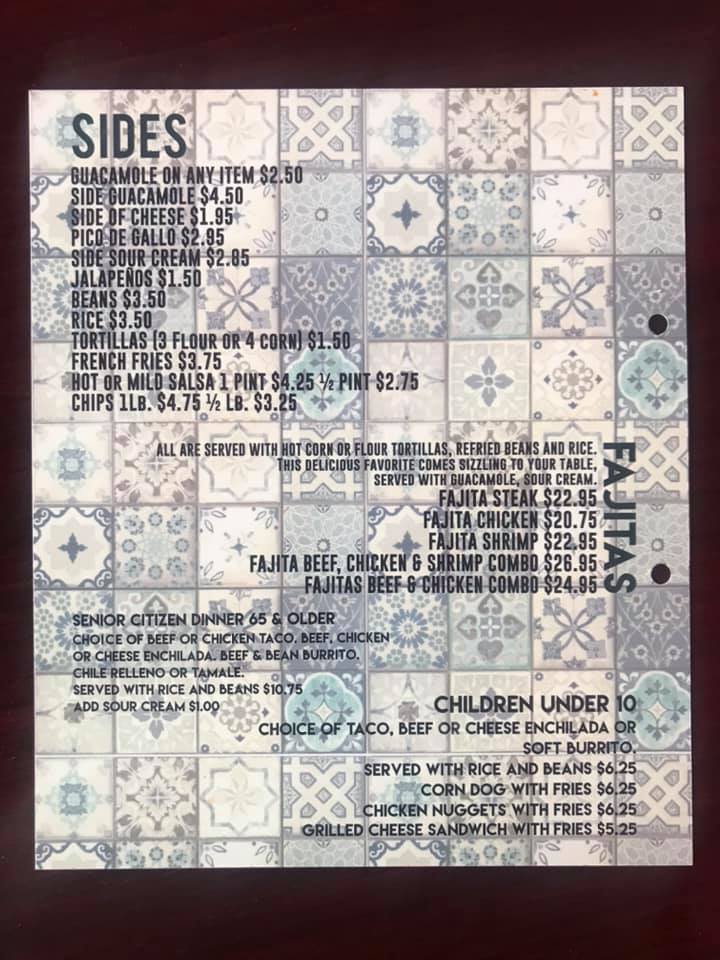 SIDES
GUACAMOLE ON ANY ITEM $2.50
SIDE GUACAMOLE $4.50
SIDE OF CHEESE $1.95
PICO DE GALLO $2.95
SIDE SOUR CREAM $2.85
JALAPEÑOS $1.50
BEANS $3.50
RICE $3.50
TORTILLAS (3 FLOUR OR 4 CORN) $1.50
FRENCH FRIES $3.75
HOT OR MILD SALSA 1 PINT $4.25 ½ PINT $2.75
CHIPS 1LB. $4.75 ½ LB. $3.25
FAJITAS
ALL ARE SERVED WITH HOT CORN OR FLOUR TORTILLAS, REFRIED BEANS AND RICE.
THIS DELICIOUS FAVORITE COMES SIZZLING TO YOUR TABLE,
SERVED WITH GUACAMOLE, SOUR CREAM.
FAJITA STEAK $22.95
FAJITA CHICKEN $20.75
FAJITA SHRIMP $22.95
FAJITA BEEF, CHICKEN & SHRIMP COMBO $26.95
FAJITAS BEEF & CHICKEN COMBO $24.95
SENIOR CITIZEN DINNER 65 & OLDER
CHOICE OF BEEF OR CHICKEN TACO. BEEF, CHICKEN
OR CHEESE ENCHILADA. BEEF & BEAN BURRITO.
CHILE RELLENO OR TAMALE.
SERVED WITH RICE AND BEANS $10.75
ADD SOUR CREAM $1.00
CHILDREN UNDER 10
CHOICE OF TACO, BEEF OR CHEESE ENCHILADA OR
SOFT BURRITO.
SERVED WITH RICE AND BEANS $6.25
CORN DOG WITH FRIES $6.25
CHICKEN NUGGETS WITH FRIES $6.25
GRILLED CHEESE SANDWICH WITH FRIES $5.25